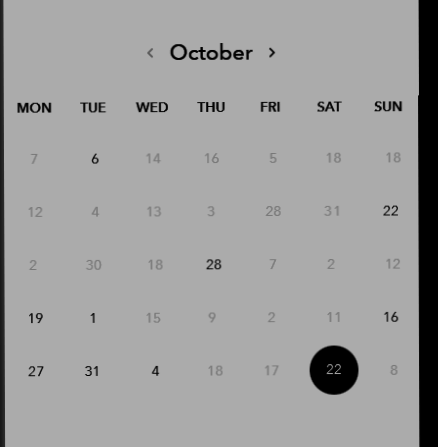 ‹ October ›
MON TUE WED THU FRI SAT SUN
7 6 14 16 5 18 18
12 4 13 3 28 31 22
2 30 18 28 7 2 12
19 1 15 9 2 11 16
27 31 4 18 17 22 8